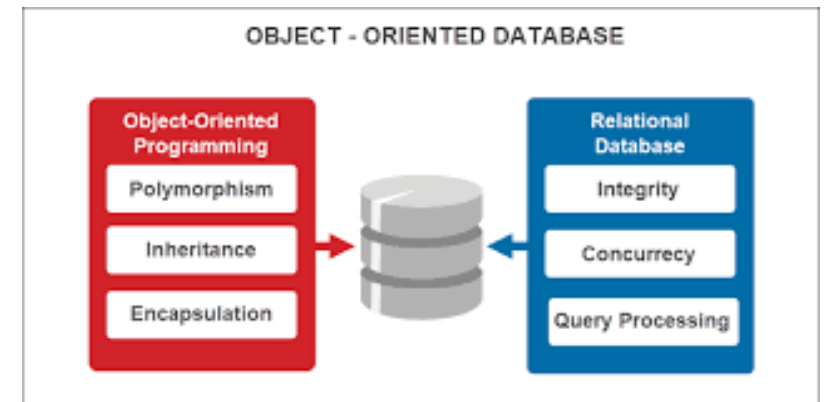 OBJECT - ORIENTED DATABASE
Object-Oriented
Programming
Polymorphism
Inheritance
Encapsulation
Relational
Database
Integrity
Concurrecy
Query Processing